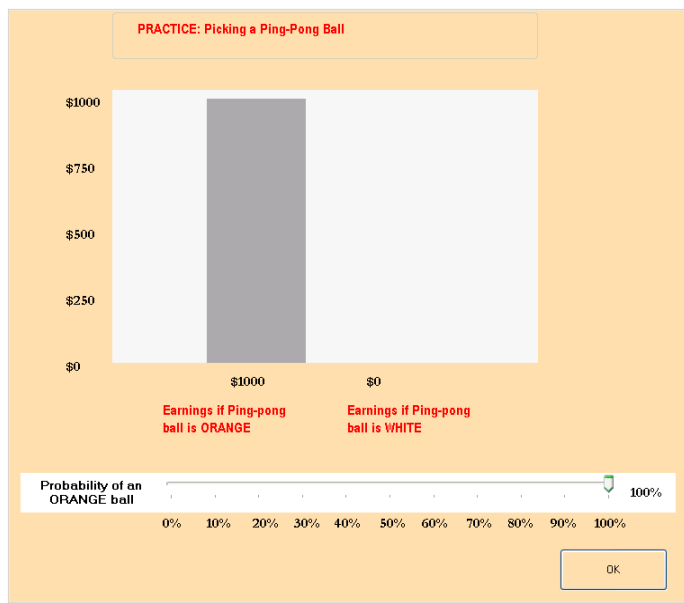 PRACTICE: Picking a Ping-Pong Ball
$1000
$750
$500
$250
$0
$1000 $0
Earnings if Ping-pong
ball is ORANGE
Earnings if Ping-pong
ball is WHITE
Probability of an
ORANGE ball
100%
0% 10% 20% 30% 40% 50% 60% 70% 80% 90% 100%
OK